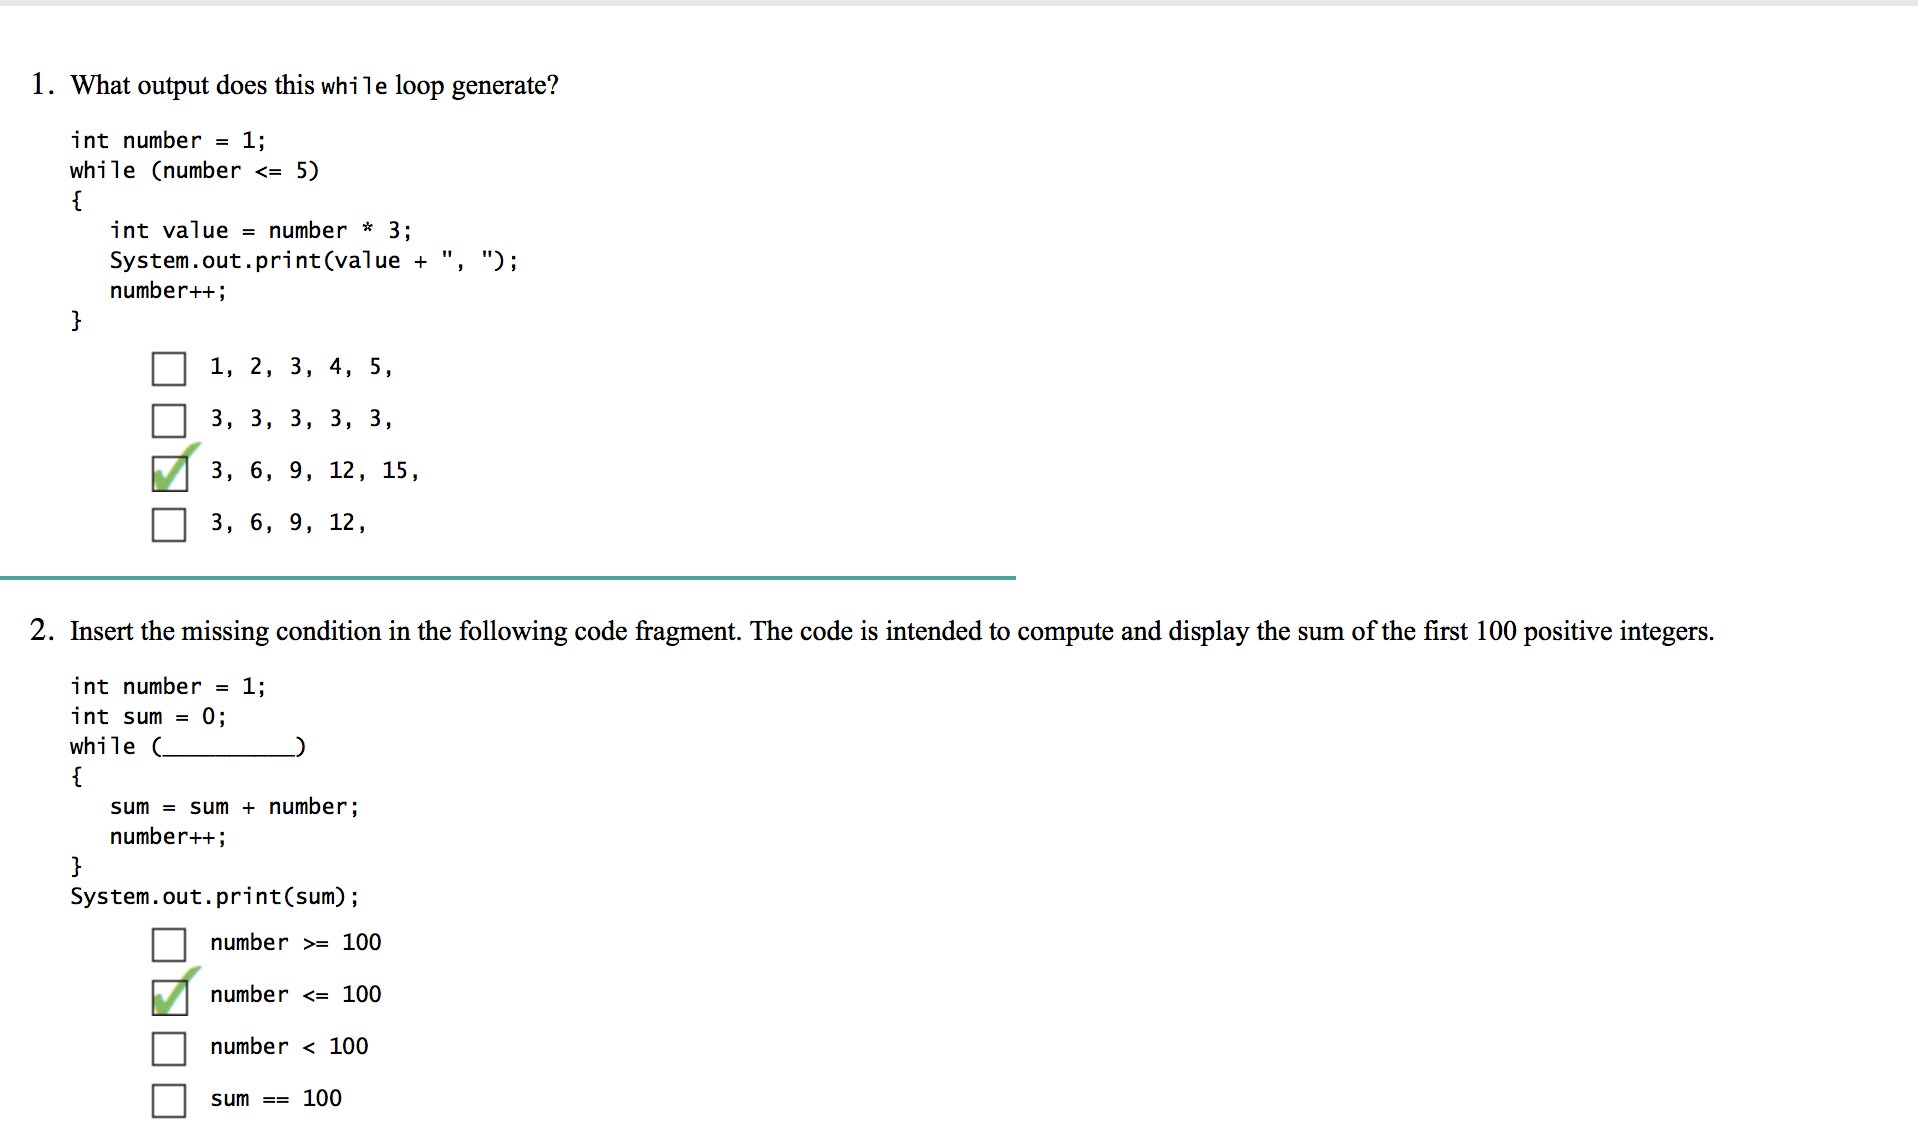 1. What output does this while loop generate?
int number = 1;
while (number <= 5)
{
   int value = number * 3;
   System.out.print(value + ", ");
   number++;
}
1, 2, 3, 4, 5,
3, 3, 3, 3, 3,
3, 6, 9, 12, 15,
3, 6, 9, 12,
2. Insert the missing condition in the following code fragment. The code is intended to compute and display the sum of the first 100 positive integers.
int number = 1;
int sum = 0;
while (__________)
{
   sum = sum + number;
   number++;
}
System.out.print(sum);
number >= 100
number <= 100
number < 100
sum == 100